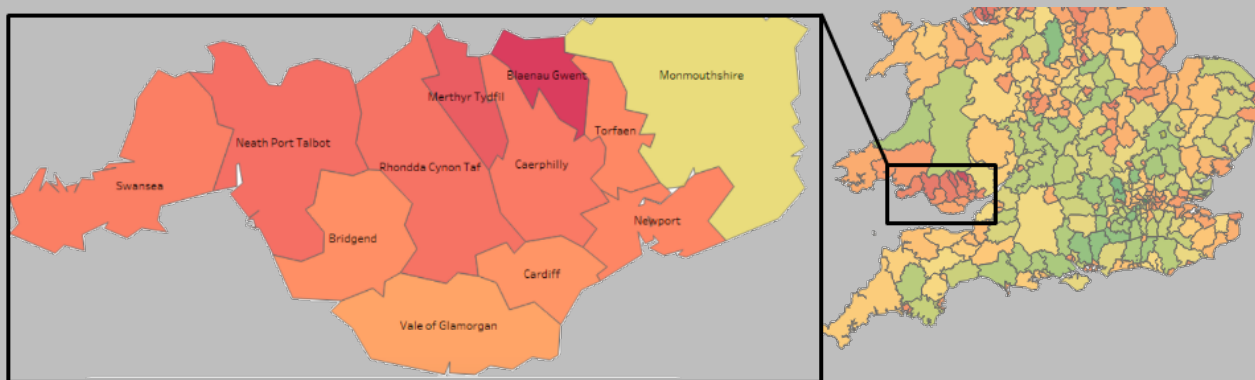 Blaenau Gwent
Monmouthshire
Merthyr Tydfil
Torfaen
Neath Port Talbot
Rhondda Cynon Taf
Caerphilly
Swansea
Newport
Bridgend
Cardiff
Vale of Glamorgan